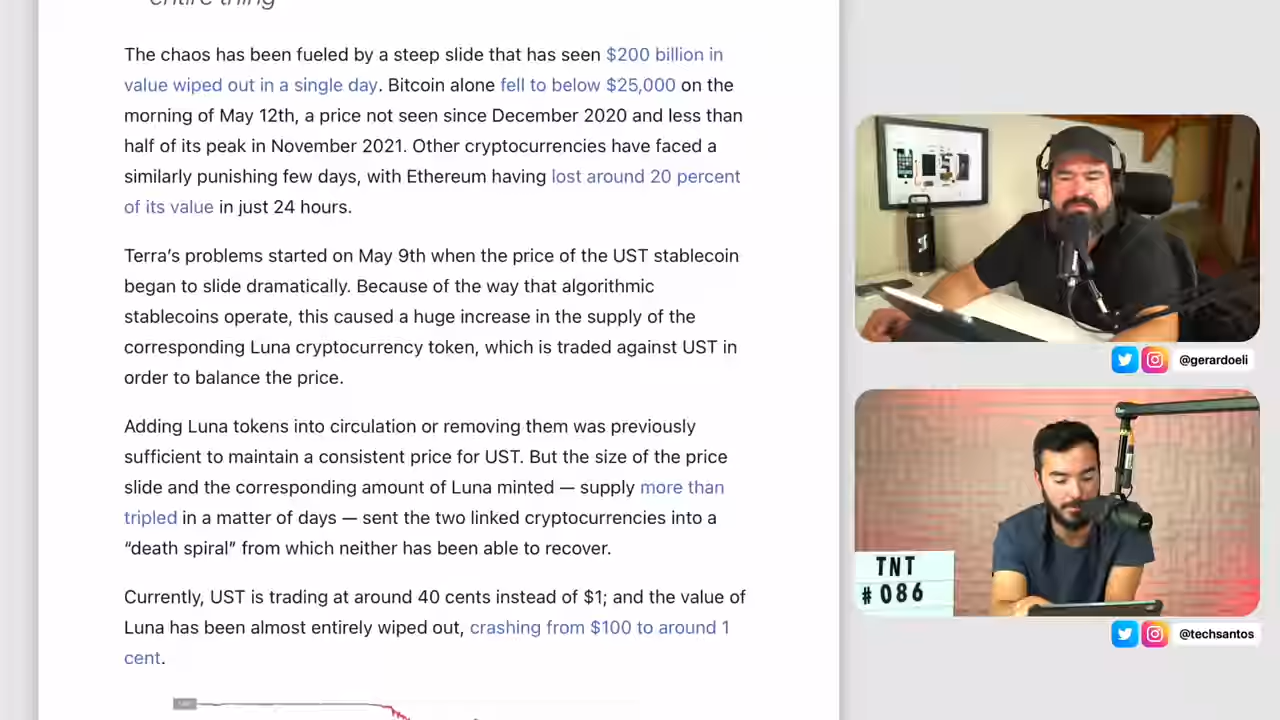 entire thing
The chaos has been fueled by a steep slide that has seen $200 billion in
value wiped out in a single day. Bitcoin alone fell to below $25,000 on the
morning of May 12th, a price not seen since December 2020 and less than
half of its peak in November 2021. Other cryptocurrencies have faced a
similarly punishing few days, with Ethereum having lost around 20 percent
of its value in just 24 hours.
Terra’s problems started on May 9th when the price of the UST stablecoin
began to slide dramatically. Because of the way that algorithmic
stablecoins operate, this caused a huge increase in the supply of the
corresponding Luna cryptocurrency token, which is traded against UST in
order to balance the price.
Adding Luna tokens into circulation or removing them was previously
sufficient to maintain a consistent price for UST. But the size of the price
slide and the corresponding amount of Luna minted — supply more than
tripled in a matter of days — sent the two linked cryptocurrencies into a
“death spiral” from which neither has been able to recover.
Currently, UST is trading at around 40 cents instead of $1; and the value of
Luna has been almost entirely wiped out, crashing from $100 to around 1
cent.
@gerardoeli
TNT
#086
@techsantos